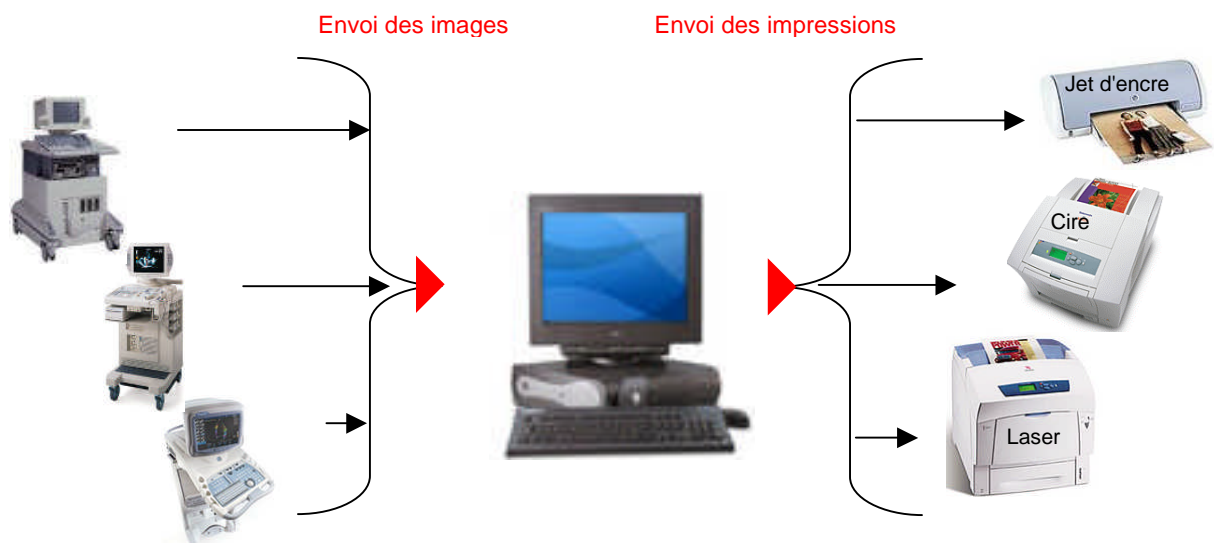 Envoi des images
Envoi des impressions
Jet d'encre
Cire
Laser